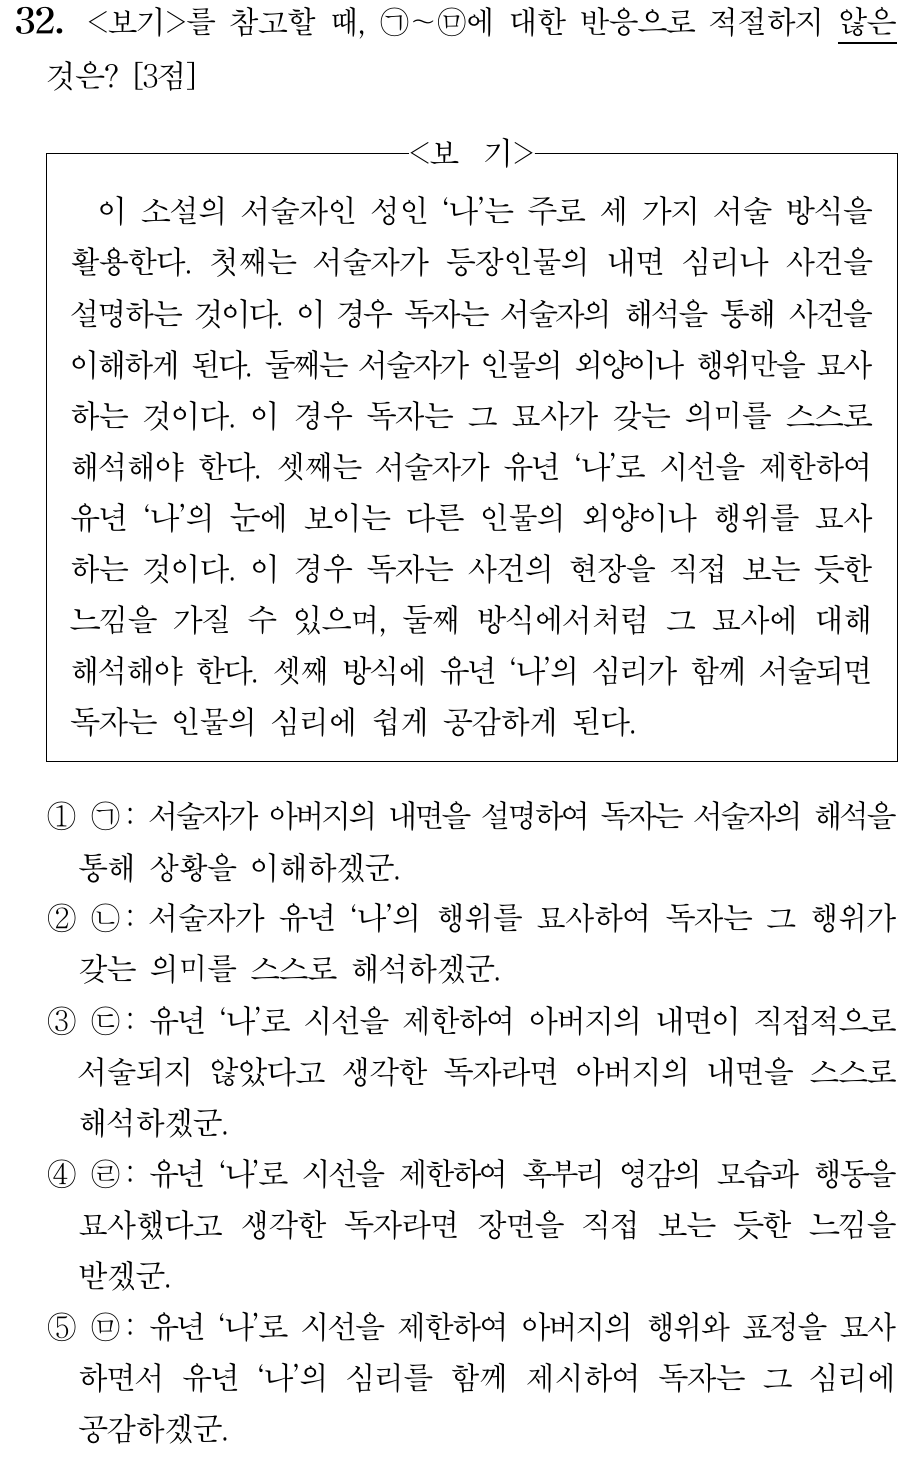 32. <보기>를 참고할 때, ㉠~㉤에 대한 반응으로 적절하지 않은
것은? [3점]
<보 기>
이 소설의 서술자인 성인 ‘나’는 주로 세 가지 서술 방식을
활용한다. 첫째는 서술자가 등장인물의 내면 심리나 사건을
설명하는 것이다. 이 경우 독자는 서술자의 해석을 통해 사건을
이해하게 된다. 둘째는 서술자가 인물의 외양이나 행위만을 묘사
하는 것이다. 이 경우 독자는 그 묘사가 갖는 의미를 스스로
해석해야 한다. 셋째는 서술자가 유년 ‘나’로 시선을 제한하여
유년 ‘나’의 눈에 보이는 다른 인물의 외양이나 행위를 묘사
하는 것이다. 이 경우 독자는 사건의 현장을 직접 보는 듯한
느낌을 가질 수 있으며, 둘째 방식에서처럼 그 묘사에 대해
해석해야 한다. 셋째 방식에 유년 ‘나’의 심리가 함께 서술되면
독자는 인물의 심리에 쉽게 공감하게 된다.
① ㉠: 서술자가 아버지의 내면을 설명하여 독자는 서술자의 해석을
통해 상황을 이해하겠군.
② ㉡: 서술자가 유년 ‘나’의 행위를 묘사하여 독자는 그 행위가
갖는 의미를 스스로 해석하겠군.
③ ㉢: 유년 ‘나’로 시선을 제한하여 아버지의 내면이 직접적으로
서술되지 않았다고 생각한 독자라면 아버지의 내면을 스스로
해석하겠군.
④ ㉣: 유년 ‘나’로 시선을 제한하여 혹부리 영감의 모습과 행동을
묘사했다고 생각한 독자라면 장면을 직접 보는 듯한 느낌을
받겠군.
⑤ ㉤: 유년 ‘나’로 시선을 제한하여 아버지의 행위와 표정을 묘사
하면서 유년 ‘나’의 심리를 함께 제시하여 독자는 그 심리에
공감하겠군.